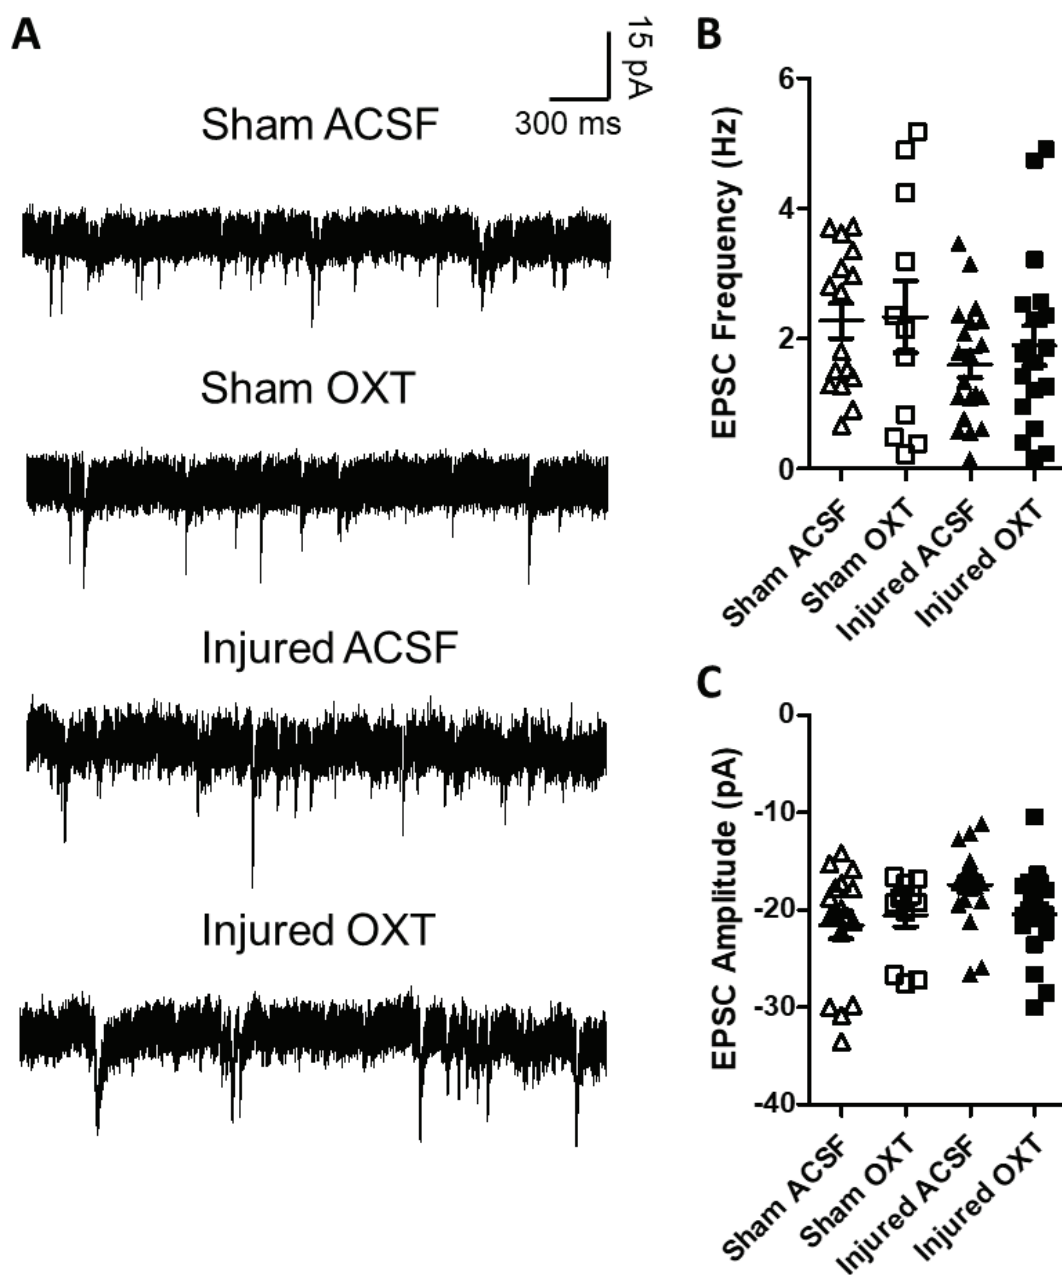 A
15 pA
300 ms
Sham ACSF
Sham OXT
Injured ACSF
Injured OXT
B
EPSC Frequency (Hz)
6
4
2
0
Sham ACSF
Sham OXT
Injured ACSF
Injured OXT
C
EPSC Amplitude (pA)
0
-10
-20
-30
-40
Sham ACSF
Sham OXT
Injured ACSF
Injured OXT